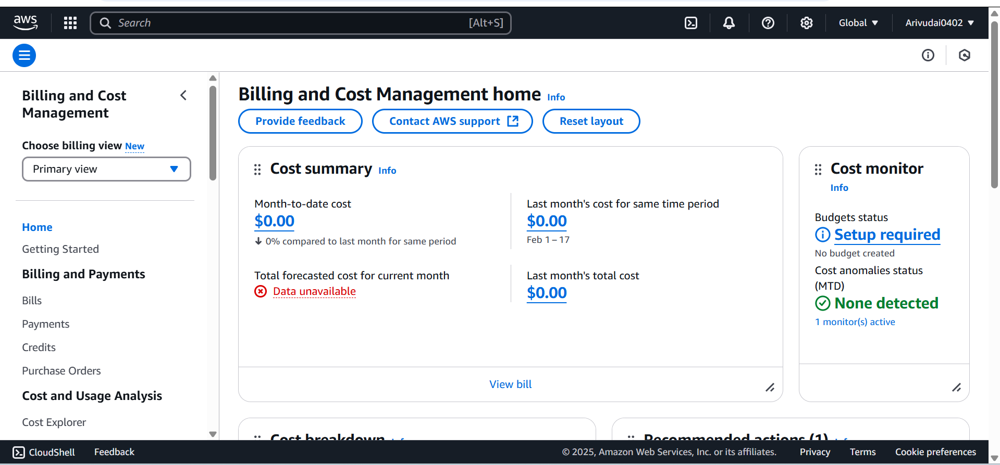 aws
Search
[Alt+S]
Global
Arivudai0402
Billing and Cost
Management
Choose billing view New
Primary view
Home
Getting Started
Billing and Payments
Bills
Payments
Credits
Purchase Orders
Cost and Usage Analysis
Cost Explorer
Billing and Cost Management home Info
Provide feedback
Contact AWS support
Reset layout
Cost summary Info
Month-to-date cost
$0.00
0% compared to last month for same period
Last month's cost for same time period
$0.00
Feb 1 – 17
Total forecasted cost for current month
Data unavailable
Last month's total cost
$0.00
View bill
Cost monitor
Info
Budgets status
Setup required
No budget created
Cost anomalies status
(MTD)
None detected
1 monitor(s) active
Cost breakdown Info
Recommended actions (1) Info
CloudShell
Feedback
© 2025, Amazon Web Services, Inc. or its affiliates.
Privacy
Terms
Cookie preferences